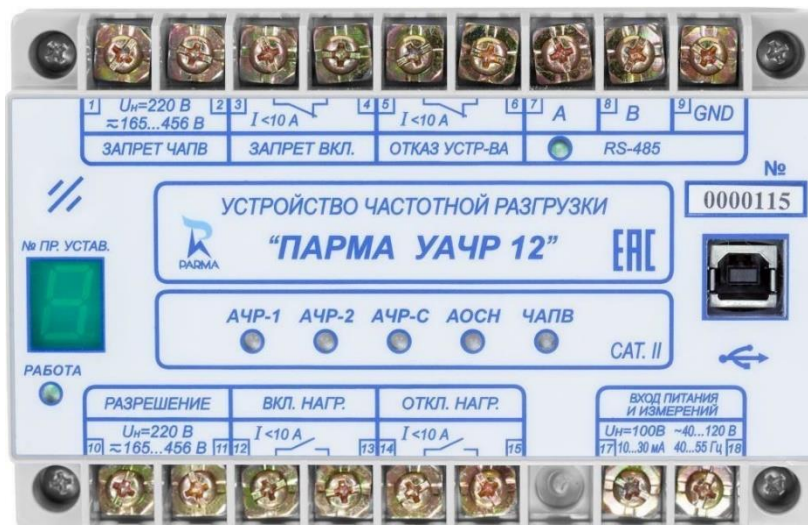 1 Uн=220 В 2 3 4 5 6 7 8 9
≂165...456 В I <10 А I <10 А A B GND
ЗАПРЕТ ЧАПВ ЗАПРЕТ ВКЛ. ОТКАЗ УСТР-ВА RS-485
№
0000115
УСТРОЙСТВО ЧАСТОТНОЙ РАЗГРУЗКИ
"ПАРМА УАЧР 12"
PARMA
EAC
№ ПР. УСТАВ.
АЧР-1 АЧР-2 АЧР-С АОСН ЧАПВ
CAT. II
РАБОТА
РАЗРЕШЕНИЕ ВКЛ. НАГР. ОТКЛ. НАГР.
ВХОД ПИТАНИЯ
И ИЗМЕРЕНИЙ
Uн=220 В I <10 А I <10 А Uн=100В ~40...120 В
10 ≂165...456 В 11 12 13 14 15 17 10...30 мА 40...55 Гц 18